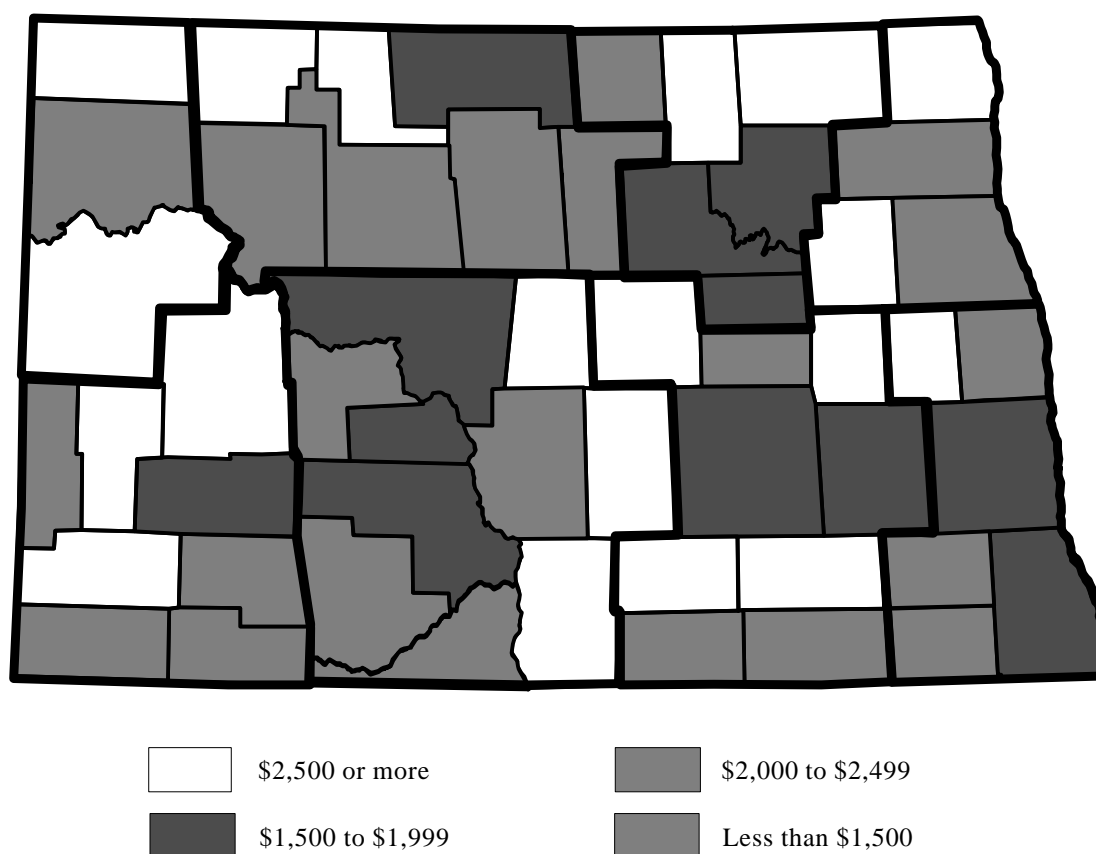 $2,500 or more
$2,000 to $2,499
$1,500 to $1,999
Less than $1,500